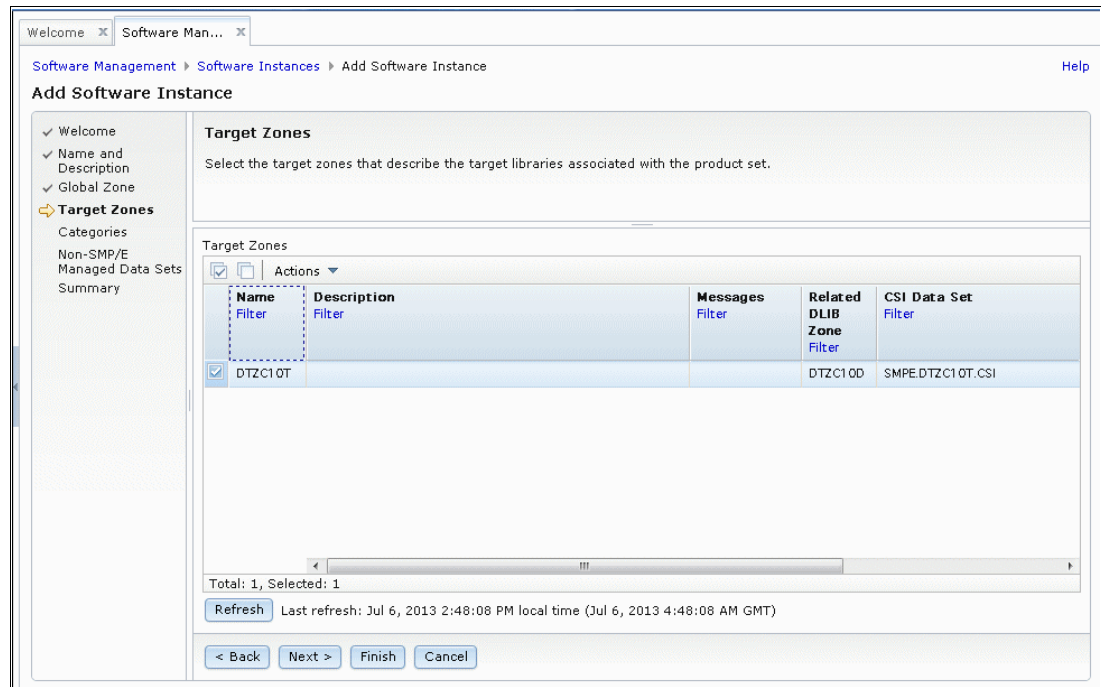 Welcome X Software Man... X
Software Management Software Instances Add Software Instance Help
Add Software Instance
Welcome
Name and
Description
Global Zone
Target Zones
Categories
Non-SMP/E
Managed Data Sets
Summary
Target Zones
Select the target zones that describe the target libraries associated with the product set.
Target Zones
Actions
Name Description Messages Related DLIB Zone CSI Data Set
Filter Filter Filter Filter Filter
DTZC10T DTZC10D SMPE.DTZC10T.CSI
Total: 1, Selected: 1
Refresh Last refresh: Jul 6, 2013 2:48:08 PM local time (Jul 6, 2013 4:48:08 AM GMT)
< Back Next > Finish Cancel